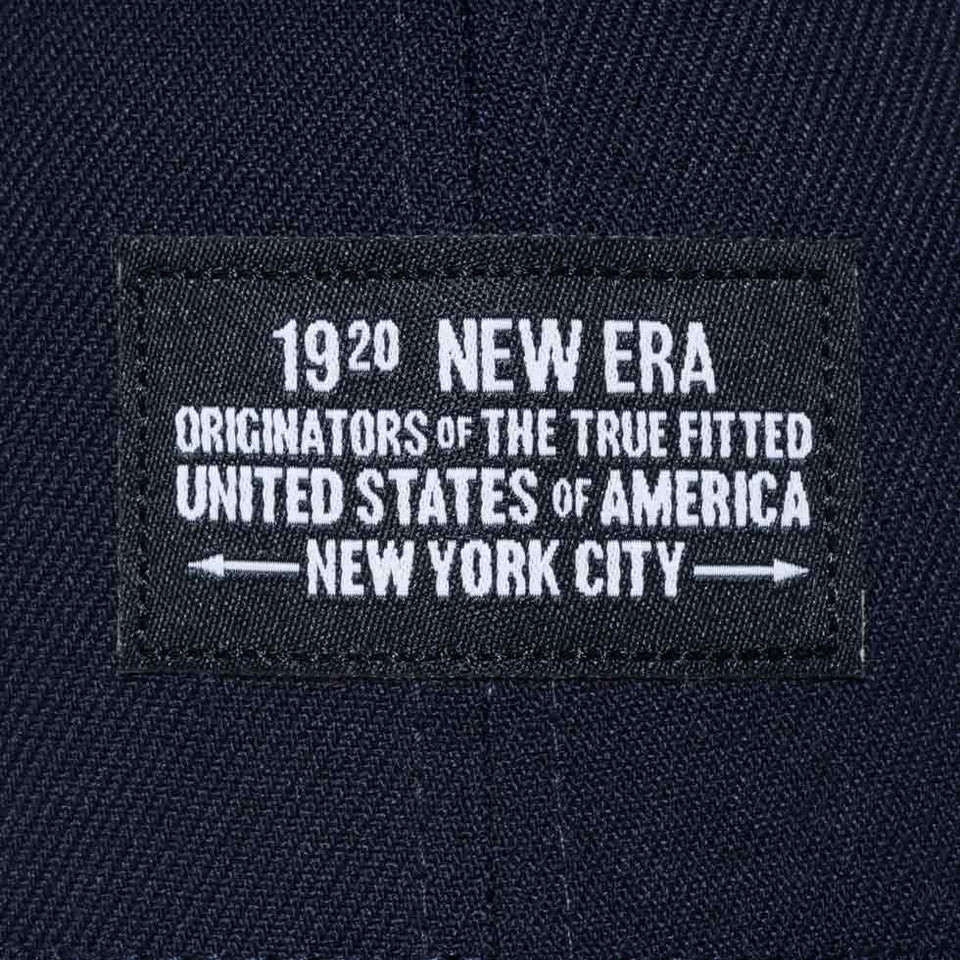 1920 NEW ERA
ORIGINATORS OF THE TRUE FITTED
UNITED STATES OF AMERICA
NEW YORK CITY